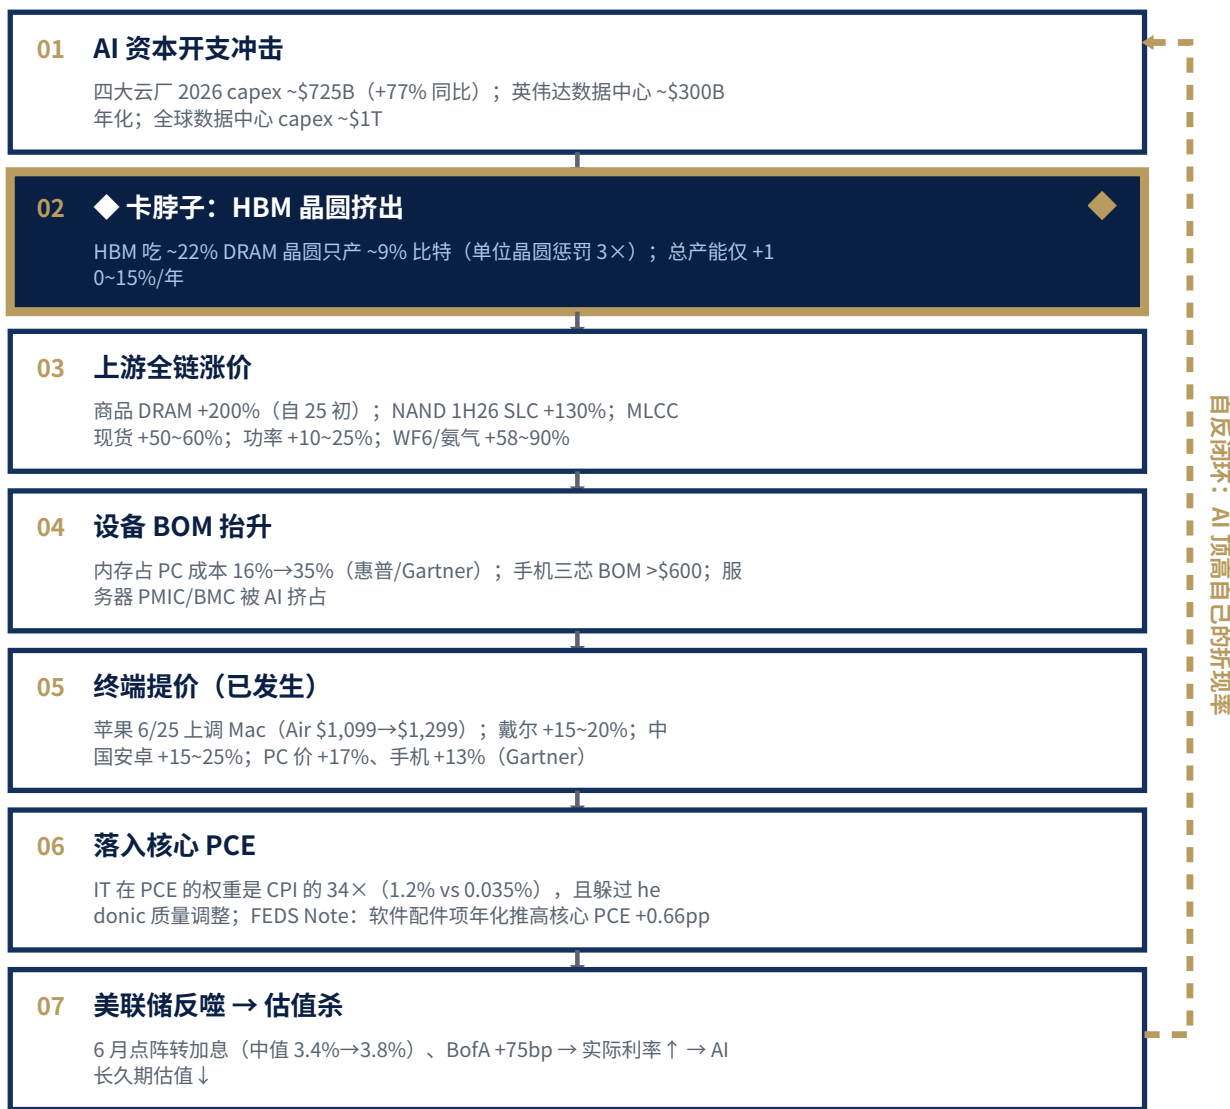 01 AI 资本开支冲击
四大云厂 2026 capex ~$725B（+77% 同比）；英伟达数据中心 ~$300B
年化；全球数据中心 capex ~$1T
02 ◆ 卡脖子：HBM 晶圆挤出
HBM 吃 ~22% DRAM 晶圆只产 ~9% 比特（单位晶圆惩罚 3×）；总产能仅 +1
0~15%/年
03 上游全链涨价
商品 DRAM +200%（自 25 初）；NAND 1H26 SLC +130%；MLCC
现货 +50~60%；功率 +10~25%；WF6/氨气 +58~90%
04 设备 BOM 抬升
内存占 PC 成本 16%→35%（惠普/Gartner）；手机三芯 BOM >$600；服
务器 PMIC/BMC 被 AI 挤占
05 终端提价（已发生）
苹果 6/25 上调 Mac（Air $1,099→$1,299）；戴尔 +15~20%；中
国安卓 +15~25%；PC 价 +17%、手机 +13%（Gartner）
06 落入核心 PCE
IT 在 PCE 的权重是 CPI 的 34×（1.2% vs 0.035%），且躲过 he
donic 质量调整；FEDS Note：软件配件项年化推高核心 PCE +0.66pp
07 美联储反噬 → 估值杀
6 月点阵转加息（中值 3.4%→3.8%）、BofA +75bp → 实际利率↑ → AI
长久期估值↓
自反闭环：AI 顶高自己的折现率